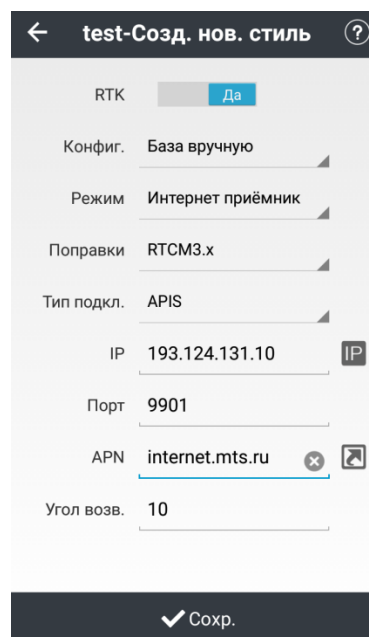 test-Созд. нов. стиль ?
RTK Да
Конфиг. База вручную
Режим Интернет приёмник
Поправки RTCM3.x
Тип подкл. APIS
IP 193.124.131.10 IP
Порт 9901
APN internet.mts.ru
Угол возв. 10
Сохр.